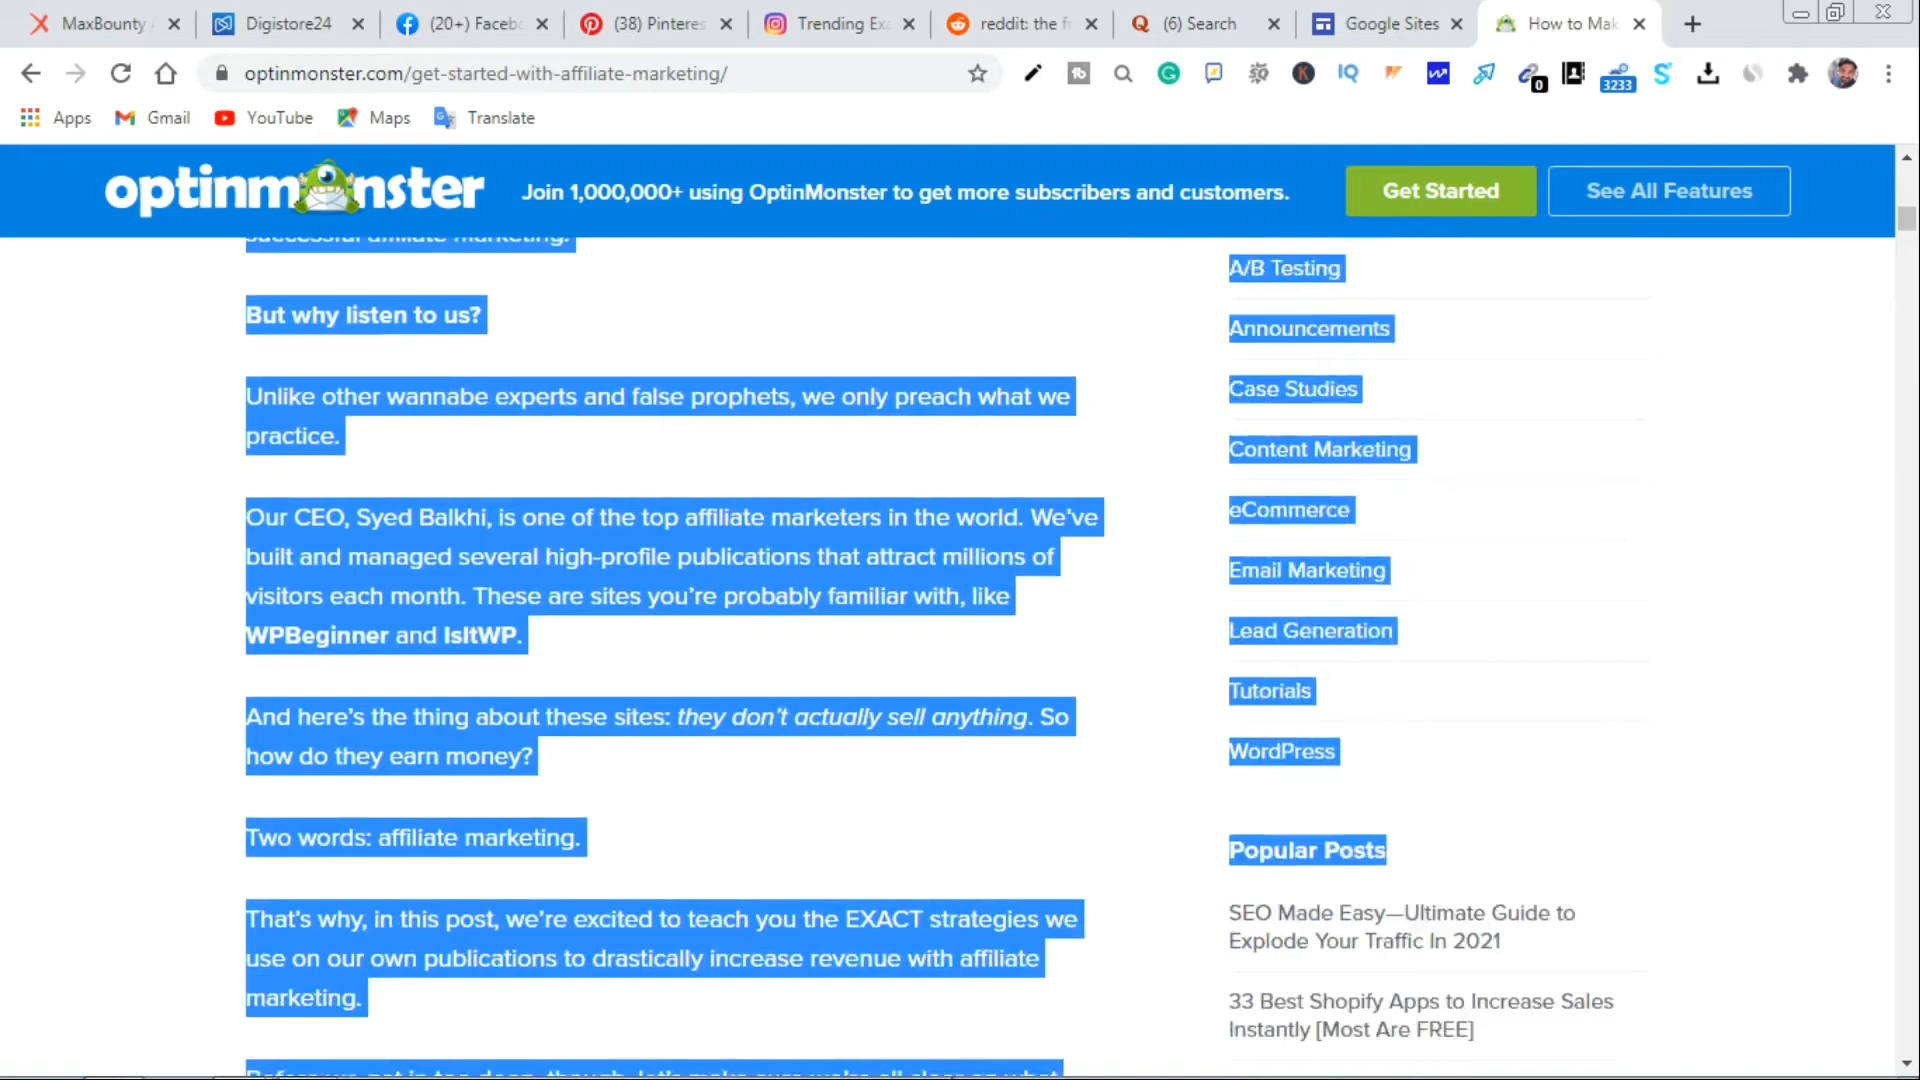 MaxBounty
Digistore24
(20+) Faceb
(38) Pinteres
Trending Exa
reddit: the f
(6) Search
Google Sites
How to Mak
optinmonster.com/get-started-with-affiliate-marketing/
IQ
0
3233
Apps
Gmail
YouTube
Maps
Translate
optinmonster
Join 1,000,000+ using OptinMonster to get more subscribers and customers.
Get Started
See All Features
successful affiliate marketing.
But why listen to us?
Unlike other wannabe experts and false prophets, we only preach what we
practice.
Our CEO, Syed Balkhi, is one of the top affiliate marketers in the world. We’ve
built and managed several high-profile publications that attract millions of
visitors each month. These are sites you’re probably familiar with, like
WPBeginner and IsItWP.
And here’s the thing about these sites: they don’t actually sell anything. So
how do they earn money?
Two words: affiliate marketing.
That’s why, in this post, we’re excited to teach you the EXACT strategies we
use on our own publications to drastically increase revenue with affiliate
marketing.
A/B Testing
Announcements
Case Studies
Content Marketing
eCommerce
Email Marketing
Lead Generation
Tutorials
WordPress
Popular Posts
SEO Made Easy—Ultimate Guide to
Explode Your Traffic In 2021
33 Best Shopify Apps to Increase Sales
Instantly [Most Are FREE]